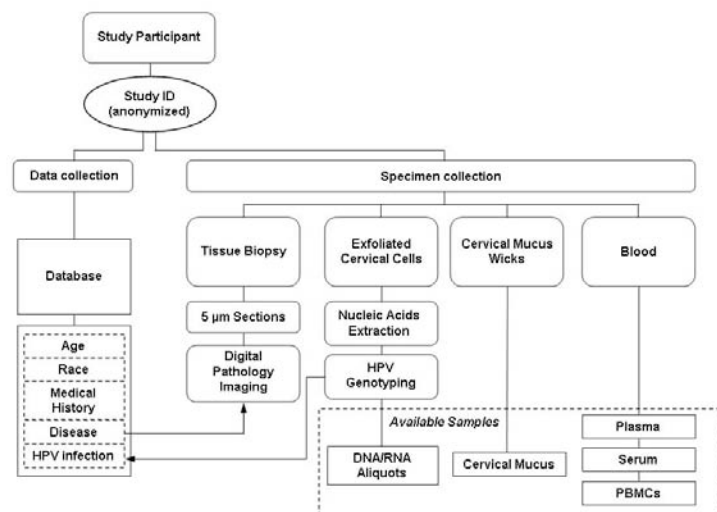 Study Participant
Study ID
(anonymized)
Data collection
Specimen collection
Database
Tissue Biopsy
Exfoliated
Cervical Cells
Cervical Mucus
Wicks
Blood
5 µm Sections
Nucleic Acids
Extraction
Digital
Pathology
Imaging
HPV
Genotyping
Age
Race
Medical
History
Disease
HPV infection
Available Samples
DNA/RNA
Aliquots
Cervical Mucus
Plasma
Serum
PBMCs